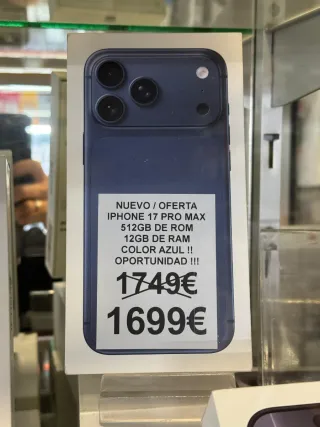 NUEVO / OFERTA
IPHONE 17 PRO MAX
512GB DE ROM
12GB DE RAM
COLOR AZUL !!
OPORTUNIDAD !!!
1749€
1699€